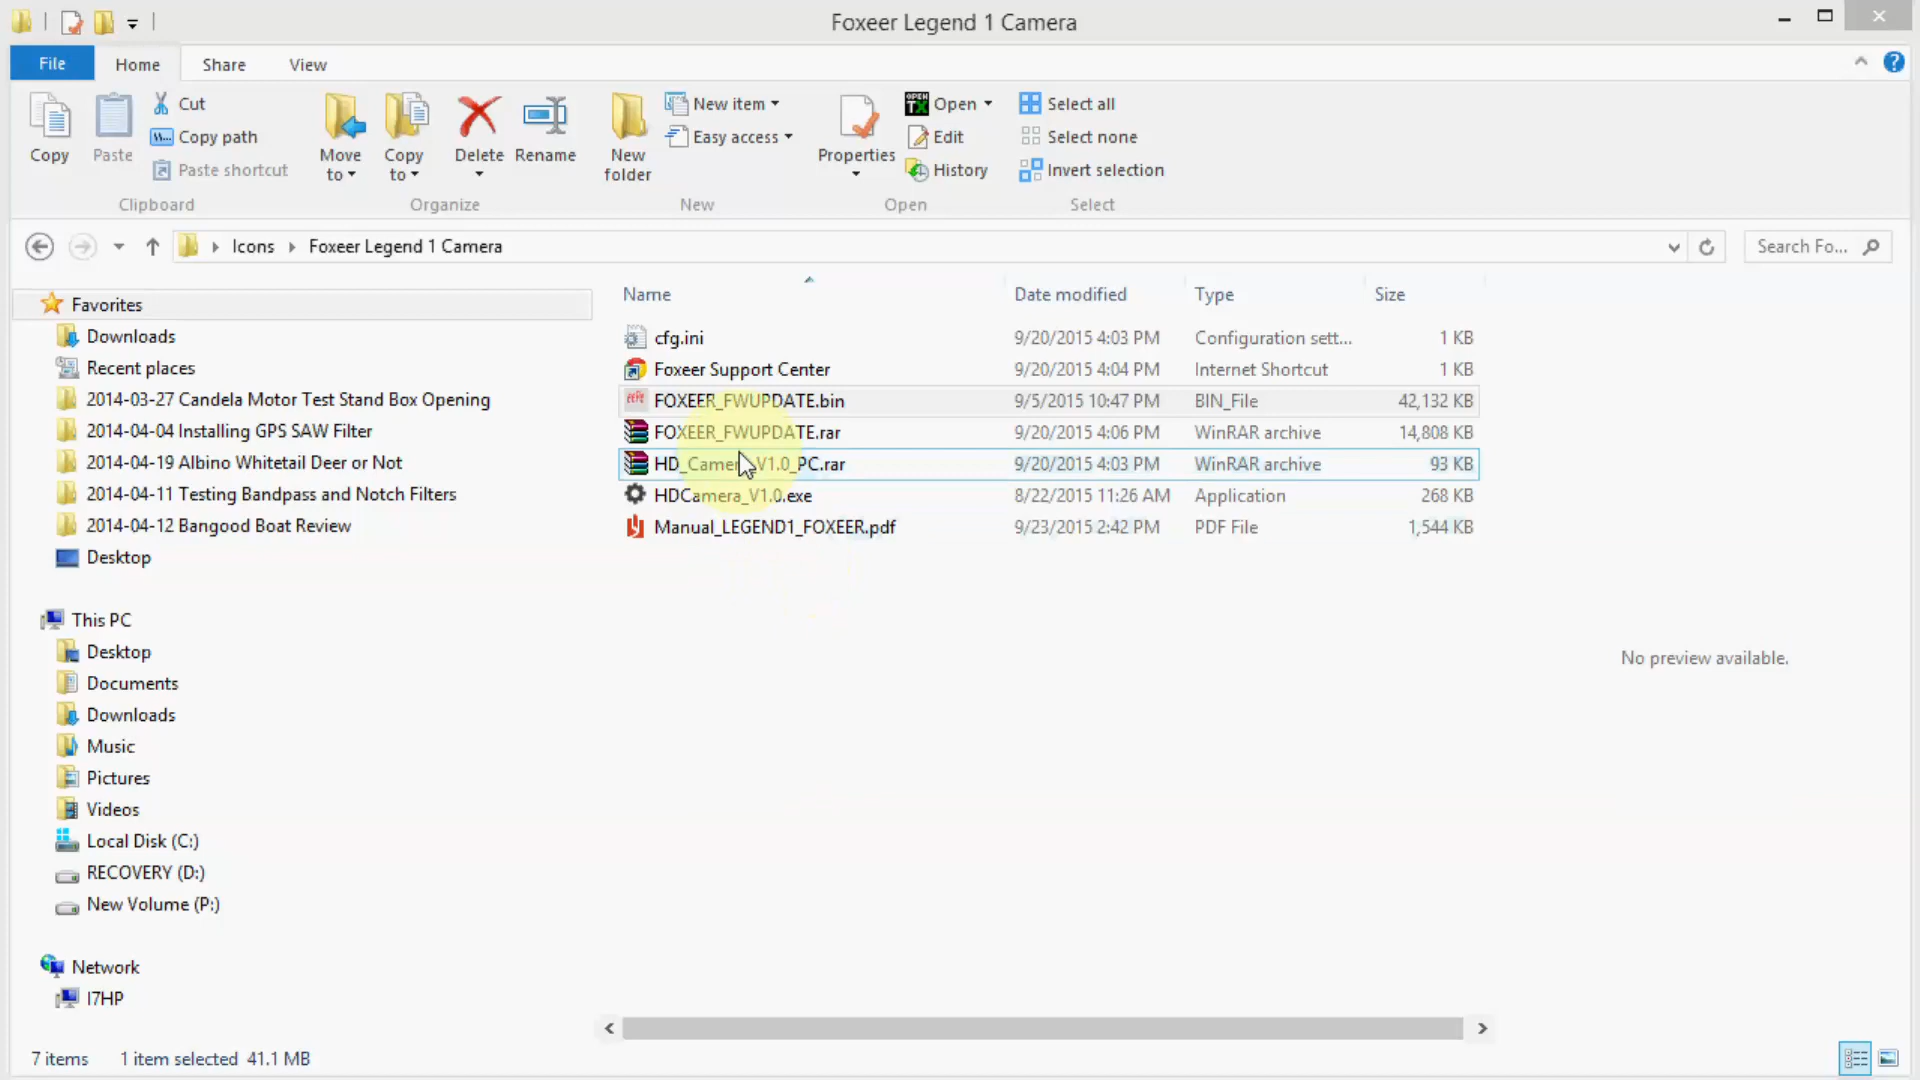 Foxeer Legend 1 Camera
File Home Share View
Copy
Paste
Cut
Copy path
Paste shortcut
Clipboard
Move to
Copy to
Delete
Rename
Organize
New folder
New item
Easy access
New
Properties
Open
Edit
History
Open
Select all
Select none
Invert selection
Select
Icons Foxeer Legend 1 Camera
Search Fo...
Favorites
Downloads
Recent places
2014-03-27 Candela Motor Test Stand Box Opening
2014-04-04 Installing GPS SAW Filter
2014-04-19 Albino Whitetail Deer or Not
2014-04-11 Testing Bandpass and Notch Filters
2014-04-12 Bangood Boat Review
Desktop
This PC
Desktop
Documents
Downloads
Music
Pictures
Videos
Local Disk (C:)
RECOVERY (D:)
New Volume (P:)
Network
I7HP
Name Date modified Type Size
cfg.ini 9/20/2015 4:03 PM Configuration sett... 1 KB
Foxeer Support Center 9/20/2015 4:04 PM Internet Shortcut 1 KB
FOXEER_FWUPDATE.bin 9/5/2015 10:47 PM BIN_File 42,132 KB
FOXEER_FWUPDATE.rar 9/20/2015 4:06 PM WinRAR archive 14,808 KB
HD_Camera_V1.0_PC.rar 9/20/2015 4:03 PM WinRAR archive 93 KB
HDCamera_V1.0.exe 8/22/2015 11:26 AM Application 268 KB
Manual_LEGEND1_FOXEER.pdf 9/23/2015 2:42 PM PDF File 1,544 KB
No preview available.
7 items 1 item selected 41.1 MB